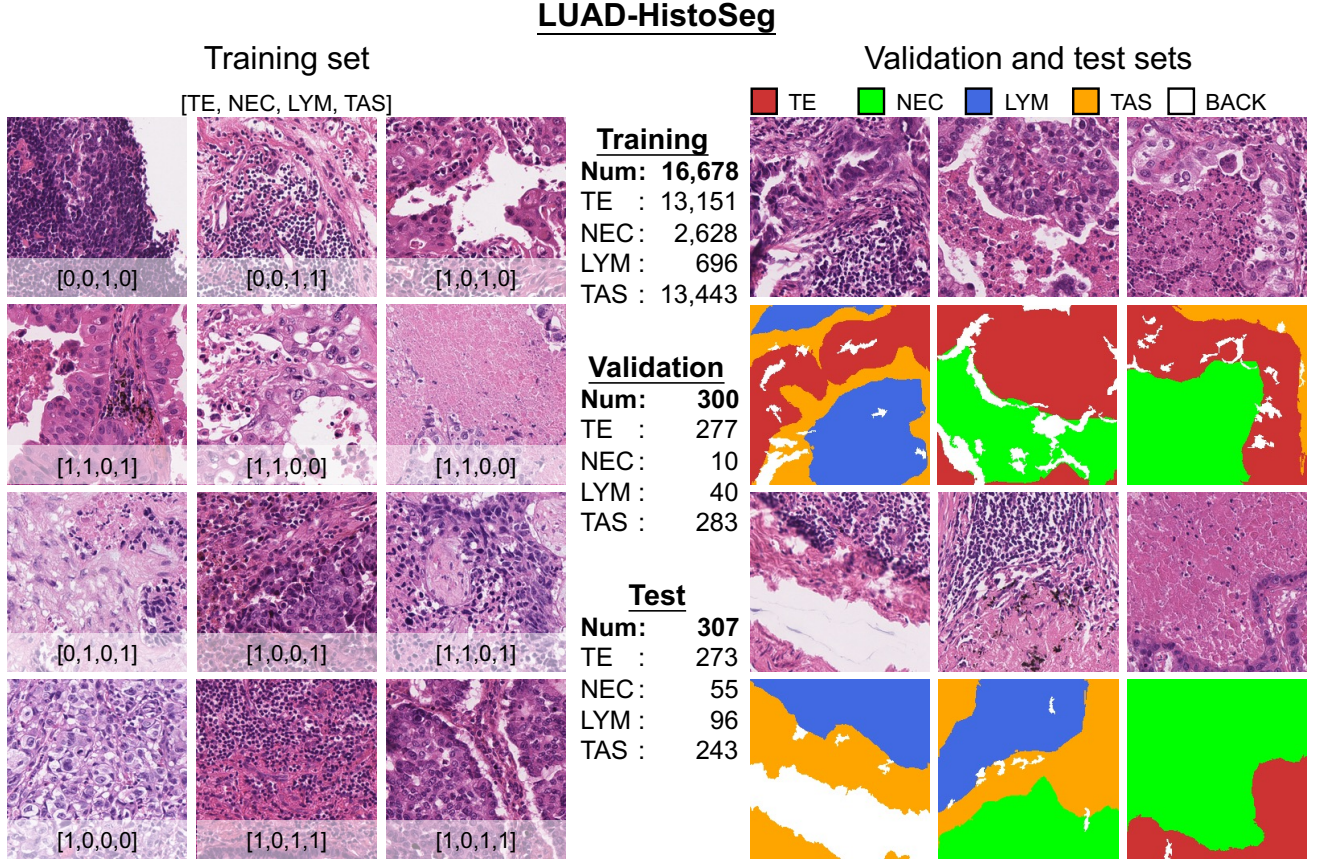 LUAD-HistoSeg
Training set
[TE, NEC, LYM, TAS]
[0,0,1,0]
[0,0,1,1]
[1,0,1,0]
[1,1,0,1]
[1,1,0,0]
[1,1,0,0]
[0,1,0,1]
[1,0,0,1]
[1,1,0,1]
[1,0,0,0]
[1,0,1,1]
[1,0,1,1]
Training
Num: 16,678
TE : 13,151
NEC: 2,628
LYM : 696
TAS : 13,443
Validation
Num: 300
TE : 277
NEC: 10
LYM : 40
TAS : 283
Test
Num: 307
TE : 273
NEC: 55
LYM : 96
TAS : 243
Validation and test sets
TE
NEC
LYM
TAS
BACK